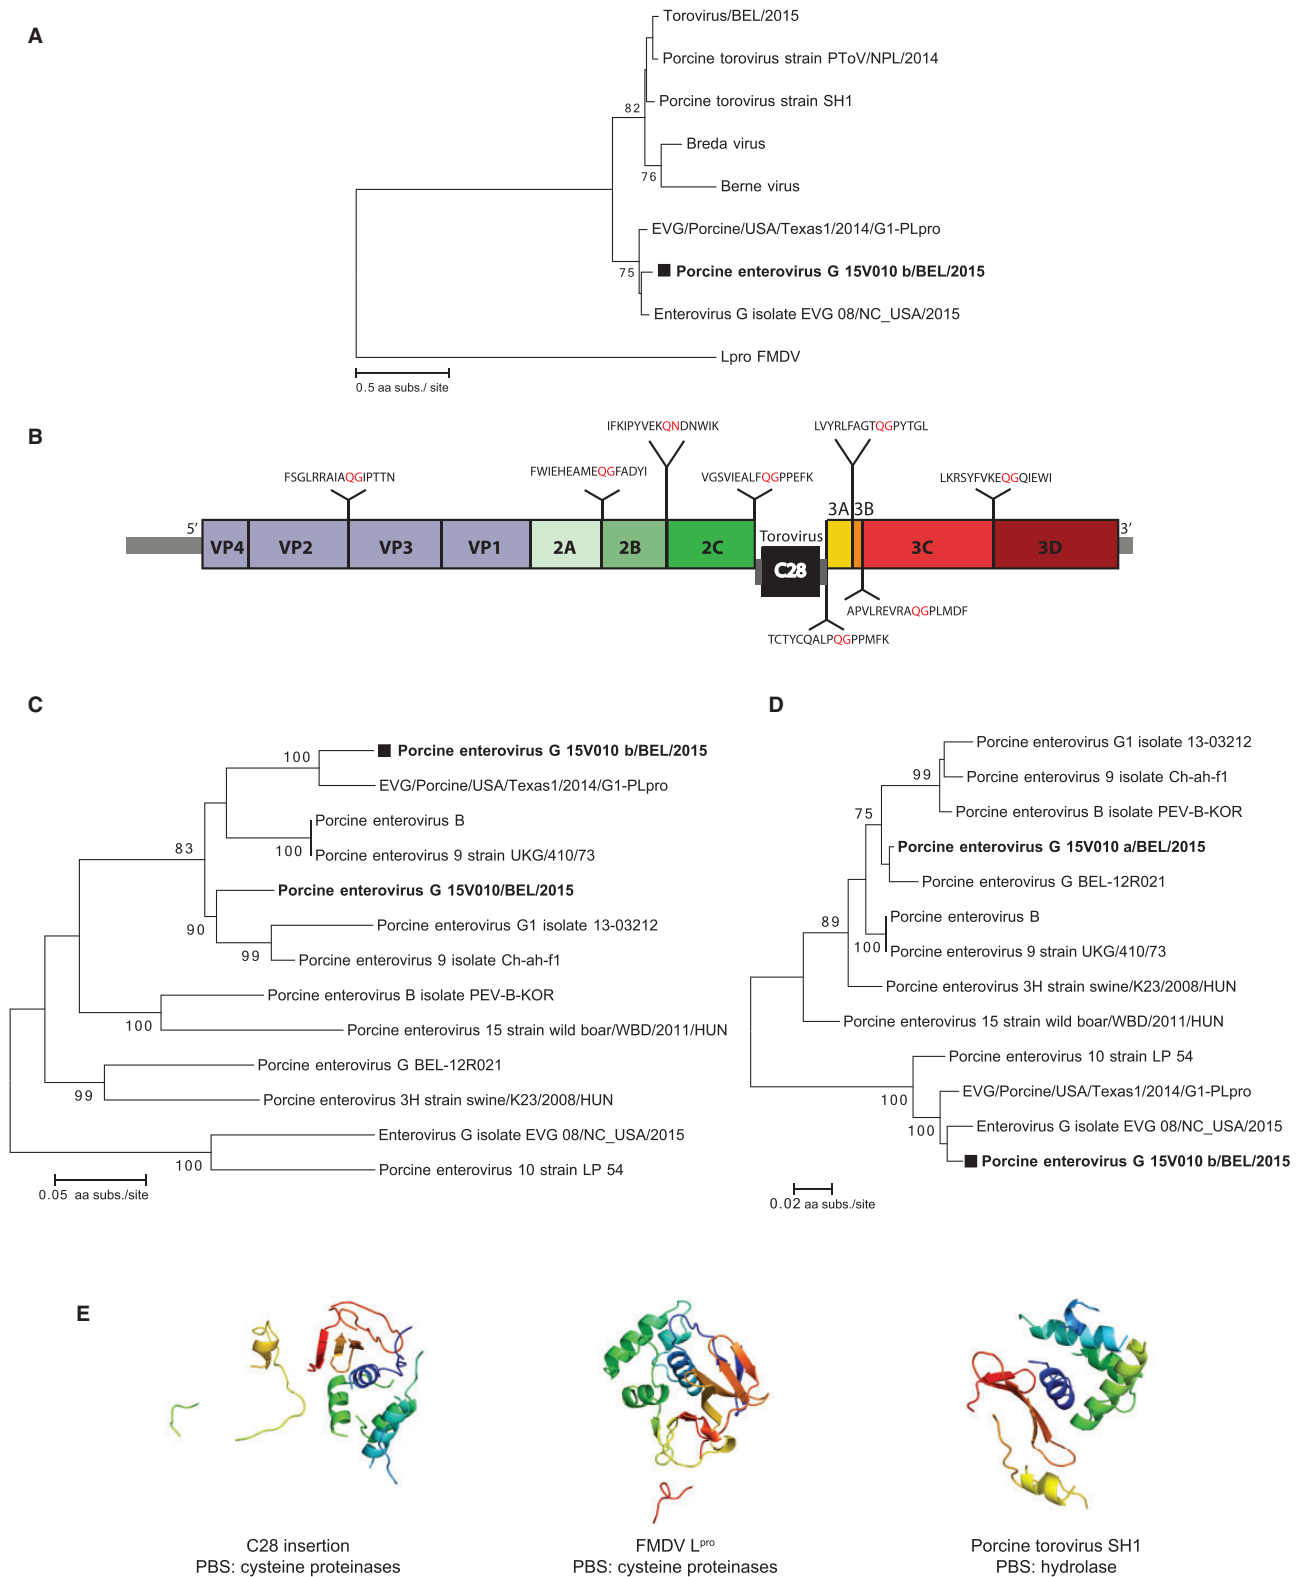 A
Torovirus/BEL/2015
Porcine torovirus strain PToV/NPL/2014
Porcine torovirus strain SH1
82
Breda virus
76
Berne virus
EVG/Porcine/USA/Texas1/2014/G1-PLpro
75
Porcine enterovirus G 15V010 b/BEL/2015
Enterovirus G isolate EVG 08/NC_USA/2015
Lpro FMDV
0.5 aa subs./ site
B
IFKIPYVEKQNDNWIK
LVYRLFAGTQGPYTGL
FSGLRRAIAQGIPTTN
FWIEHEAMEQGFADYI
VGSVIEALFQGPPEFK
LKRSYFVKEQGQIEWI
3A 3B
5′
3′
Torovirus
VP4 VP2 VP3 VP1 2A 2B 2C 3C 3D
C28
APVLREVRAQGPLMDF
TCTYCQALPQGPPMFK
C
100
Porcine enterovirus G 15V010 b/BEL/2015
EVG/Porcine/USA/Texas1/2014/G1-PLpro
Porcine enterovirus B
83
100
Porcine enterovirus 9 strain UKG/410/73
Porcine enterovirus G 15V010/BEL/2015
90
Porcine enterovirus G1 isolate 13-03212
99
Porcine enterovirus 9 isolate Ch-ah-f1
Porcine enterovirus B isolate PEV-B-KOR
100
Porcine enterovirus 15 strain wild boar/WBD/2011/HUN
Porcine enterovirus G BEL-12R021
99
Porcine enterovirus 3H strain swine/K23/2008/HUN
Enterovirus G isolate EVG 08/NC_USA/2015
100
Porcine enterovirus 10 strain LP 54
0.05 aa subs./site
D
Porcine enterovirus G1 isolate 13-03212
99
Porcine enterovirus 9 isolate Ch-ah-f1
75
Porcine enterovirus B isolate PEV-B-KOR
Porcine enterovirus G 15V010 a/BEL/2015
Porcine enterovirus G BEL-12R021
89
Porcine enterovirus B
100
Porcine enterovirus 9 strain UKG/410/73
Porcine enterovirus 3H strain swine/K23/2008/HUN
Porcine enterovirus 15 strain wild boar/WBD/2011/HUN
Porcine enterovirus 10 strain LP 54
100
EVG/Porcine/USA/Texas1/2014/G1-PLpro
100
Enterovirus G isolate EVG 08/NC_USA/2015
Porcine enterovirus G 15V010 b/BEL/2015
0.02 aa subs./site
E
C28 insertion
PBS: cysteine proteinases
FMDV Lpro
PBS: cysteine proteinases
Porcine torovirus SH1
PBS: hydrolase